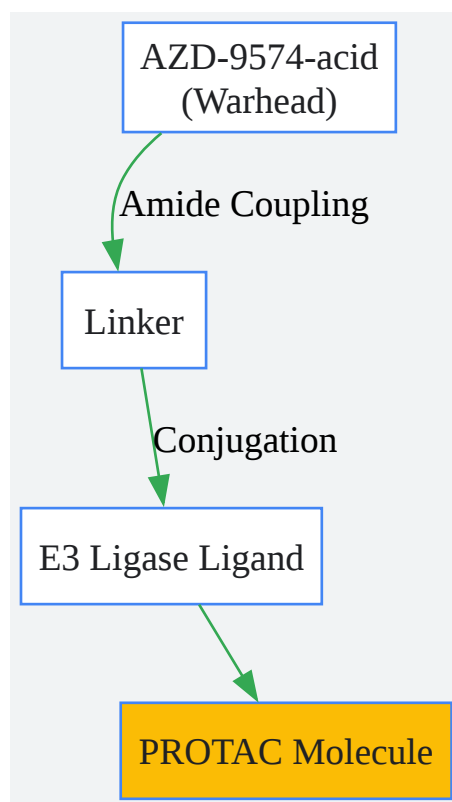 AZD-9574-acid
(Warhead)
Amide Coupling
Linker
Conjugation
E3 Ligase Ligand
PROTAC Molecule